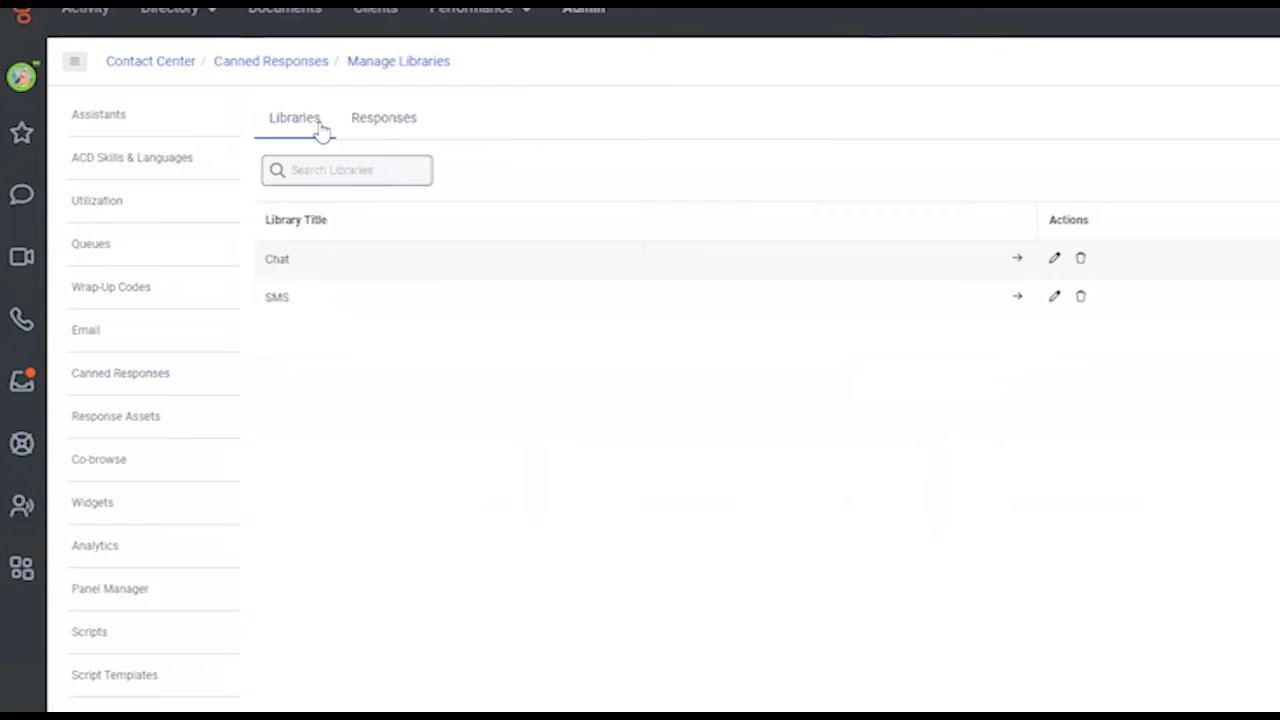 Activity Directory Documents Clients Performance Admin
Contact Center / Canned Responses / Manage Libraries
Assistants
ACD Skills & Languages
Utilization
Queues
Wrap-Up Codes
Email
Canned Responses
Response Assets
Co-browse
Widgets
Analytics
Panel Manager
Scripts
Script Templates
Libraries Responses
Search Libraries
Library Title Actions
Chat
SMS